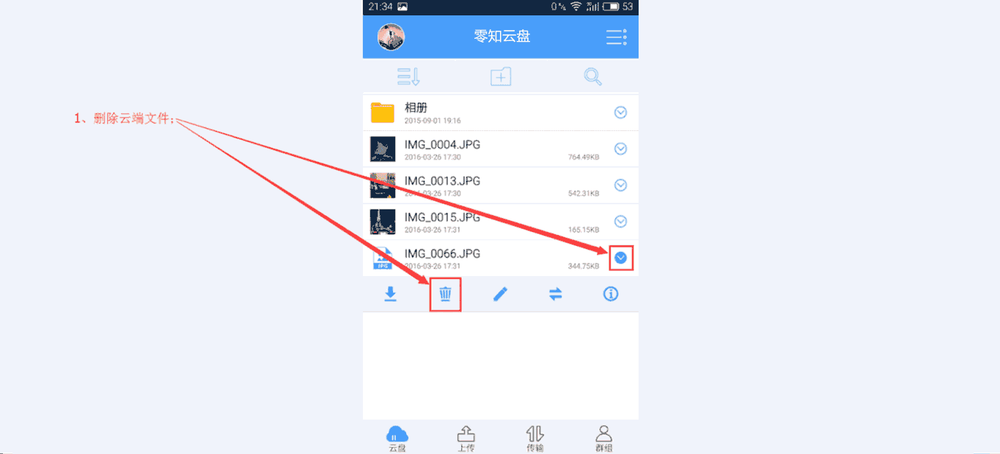 21:34
0% 53
零知云盘
1、删除云端文件;
相册
2015-09-01 19:16
IMG_0004.JPG
2016-03-26 17:30
764.49KB
IMG_0013.JPG
2016-03-26 17:30
542.31KB
IMG_0015.JPG
2016-03-26 17:31
165.15KB
IMG_0066.JPG
2016-03-26 17:31
344.75KB
JPG
云盘
上传
传输
群组